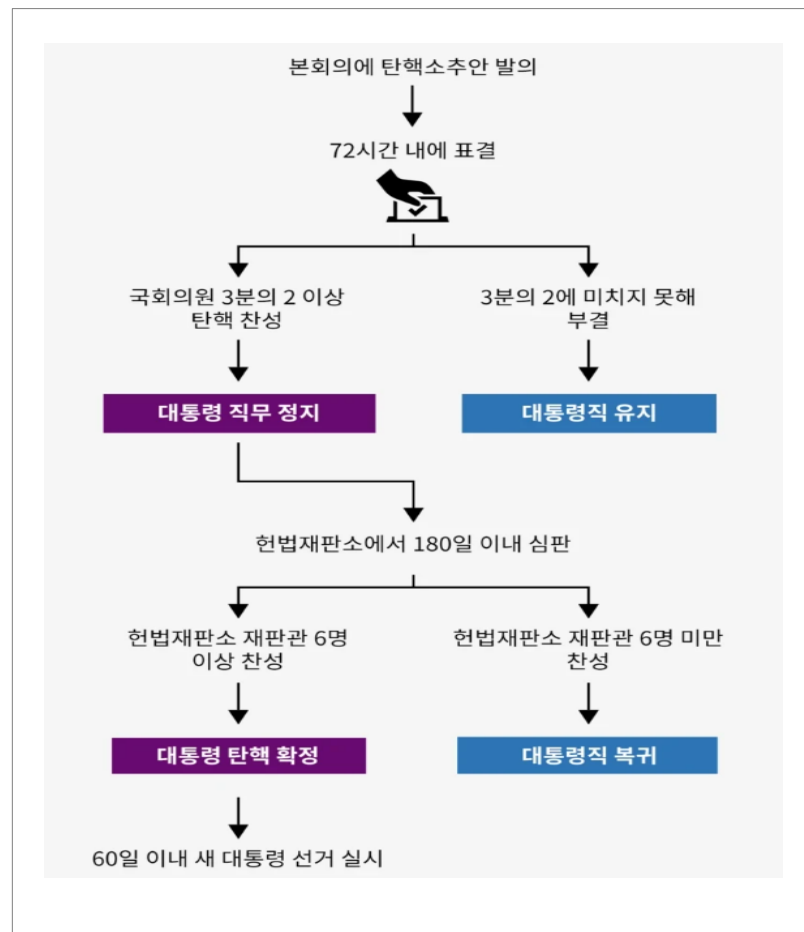 본회의에 탄핵소추안 발의
72시간 내에 표결
국회의원 3분의 2 이상
탄핵 찬성
3분의 2에 미치지 못해
부결
대통령 직무 정지
대통령직 유지
헌법재판소에서 180일 이내 심판
헌법재판소 재판관 6명
이상 찬성
헌법재판소 재판관 6명 미만
찬성
대통령 탄핵 확정
대통령직 복귀
60일 이내 새 대통령 선거 실시